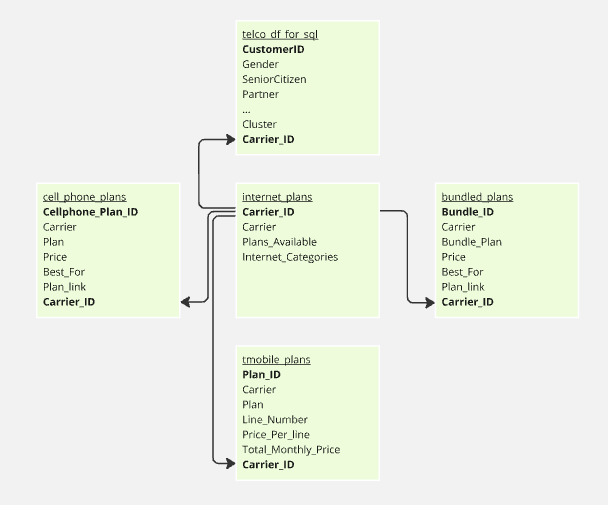 telco_df_for_sql
CustomerID
Gender
SeniorCitizen
Partner
...
Cluster
Carrier_ID
cell_phone_plans
Cellphone_Plan_ID
Carrier
Plan
Price
Best_For
Plan_link
Carrier_ID
internet_plans
Carrier_ID
Carrier
Plans_Available
Internet_Categories
bundled_plans
Bundle_ID
Carrier
Bundle_Plan
Price
Best_For
Plan_link
Carrier_ID
tmobile_plans
Plan_ID
Carrier
Plan
Line_Number
Price_Per_line
Total_Monthly_Price
Carrier_ID